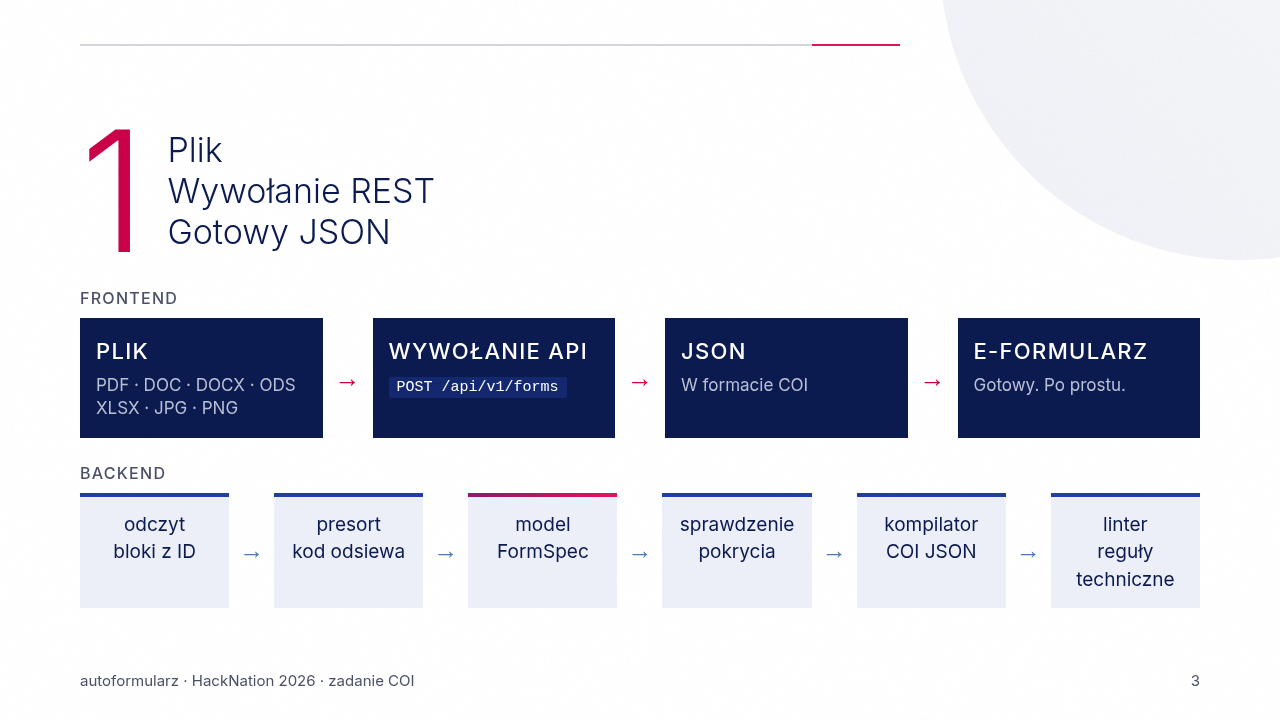 1
Plik
Wywołanie REST
Gotowy JSON
FRONTEND
PLIK
PDF · DOC · DOCX · ODS
XLSX · JPG · PNG
→
WYWOŁANIE API
POST /api/v1/forms
→
JSON
W formacie COI
→
E-FORMULARZ
Gotowy. Po prostu.
BACKEND
odczyt
bloki z ID
→
presort
kod odsiewa
→
model
FormSpec
→
sprawdzenie
pokrycia
→
kompilator
COI JSON
→
linter
reguły
techniczne
autoformularz · HackNation 2026 · zadanie COI
3